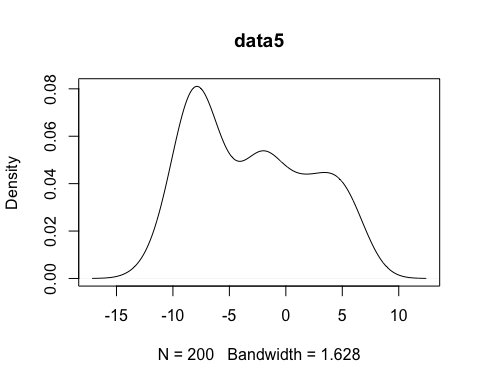 data5
Density
0.00 0.02 0.04 0.06 0.08
-15 -10 -5 0 5 10
N = 200 Bandwidth = 1.628